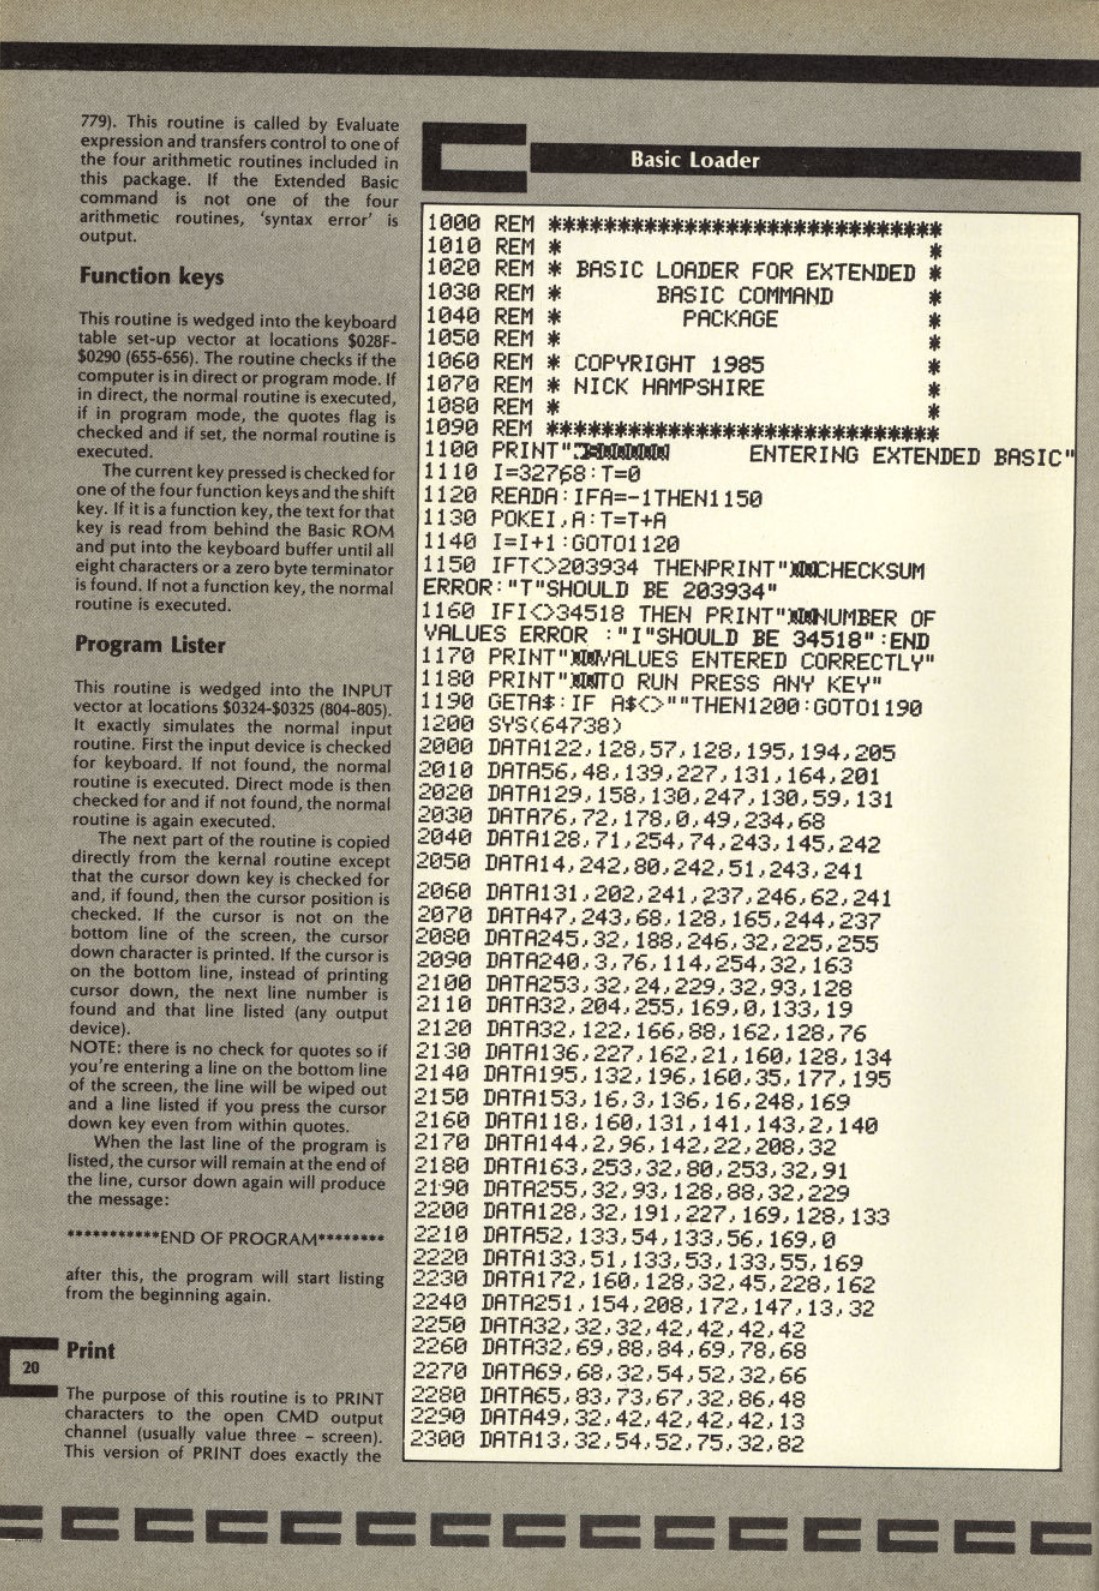 779). This routine is called by Evaluate
expression and transfers control to one of
the four arithmetic routines included in
this package. If the Extended Basic
command is not one of the four
arithmetic routines, ‘syntax error’ is
output.
Function keys
This routine is wedged into the keyboard
table set-up vector at locations $028F-
$0290 (655-656). The routine checks if the
computer is in direct or program mode. If
in direct, the normal routine is executed,
if in program mode, the quotes flag is
checked and if set, the normal routine is
executed.
The current key pressed is checked for
one of the four function keys and the shift
key. If it is a function key, the text for that
key is read from behind the Basic ROM
and put into the keyboard buffer until all
eight characters or a zero byte terminator
is found. If not a function key, the normal
routine is executed.
Program Lister
This routine is wedged into the INPUT
vector at locations $0324-$0325 (804-805).
It exactly simulates the normal input
routine. First the input device is checked
for keyboard. If not found, the normal
routine is executed. Direct mode is then
checked for and if not found, the normal
routine is again executed.
The next part of the routine is copied
directly from the kernal routine except
that the cursor down key is checked for
and, if found, then the cursor position is
checked. If the cursor is not on the
bottom line of the screen, the cursor
down character is printed. If the cursor is
on the bottom line, instead of printing
cursor down, the next line number is
found and that line listed (any output
device).
NOTE: there is no check for quotes so if
you're entering a line on the bottom line
of the screen, the line will be wiped out
and a line listed if you press the cursor
down key even from within quotes.
When the last line of the program is
listed, the cursor will remain at the end of
the line, cursor down again will produce
the message:
***********END OF PROGRAM********
after this, the program will start listing
from the beginning again.
Print
The purpose of this routine is to PRINT
characters to the open CMD output
channel (usually value three – screen).
This version of PRINT does exactly the
20
Basic Loader
1000 REM *****************************
1010 REM * *
1020 REM * BASIC LOADER FOR EXTENDED *
1030 REM * BASIC COMMAND *
1040 REM * PACKAGE *
1050 REM * *
1060 REM * COPYRIGHT 1985 *
1070 REM * NICK HAMPSHIRE *
1080 REM * *
1090 REM *****************************
1100 PRINT" ENTERING EXTENDED BASIC"
1110 I=32768:T=0
1120 READA:IFA=-1THEN1150
1130 POKEI,A:T=T+A
1140 I=I+1:GOTO1120
1150 IFT<>203934 THENPRINT"CHECKSUM
ERROR:"T"SHOULD BE 203934"
1160 IFI<>34518 THEN PRINT"NUMBER OF
VALUES ERROR :"I"SHOULD BE 34518":END
1170 PRINT"VALUES ENTERED CORRECTLY"
1180 PRINT"TO RUN PRESS ANY KEY"
1190 GETA$:IF A$<>""THEN1200:GOTO1190
1200 SYS(64738)
2000 DATA122,128,57,128,195,194,205
2010 DATA56,48,139,227,131,164,201
2020 DATA129,158,130,247,130,59,131
2030 DATA76,72,178,0,49,234,68
2040 DATA128,71,254,74,243,145,242
2050 DATA14,242,80,242,51,243,241
2060 DATA131,202,241,237,246,62,241
2070 DATA47,243,68,128,165,244,237
2080 DATA245,32,188,246,32,225,255
2090 DATA240,3,76,114,254,32,163
2100 DATA253,32,24,229,32,93,128
2110 DATA32,204,255,169,0,133,19
2120 DATA32,122,166,88,162,128,76
2130 DATA136,227,162,21,160,128,134
2140 DATA195,132,196,160,35,177,195
2150 DATA153,16,3,136,16,248,169
2160 DATA118,160,131,141,143,2,140
2170 DATA144,2,96,142,22,208,32
2180 DATA163,253,32,80,253,32,91
2190 DATA255,32,93,128,88,32,229
2200 DATA128,32,191,227,169,128,133
2210 DATA52,133,54,133,56,169,0
2220 DATA133,51,133,53,133,55,169
2230 DATA172,160,128,32,45,228,162
2240 DATA251,154,208,172,147,13,32
2250 DATA32,32,32,42,42,42,42
2260 DATA32,69,88,84,69,78,68
2270 DATA69,68,32,54,52,32,66
2280 DATA65,83,73,67,32,86,48
2290 DATA49,32,42,42,42,42,13
2300 DATA13,32,54,52,75,32,82